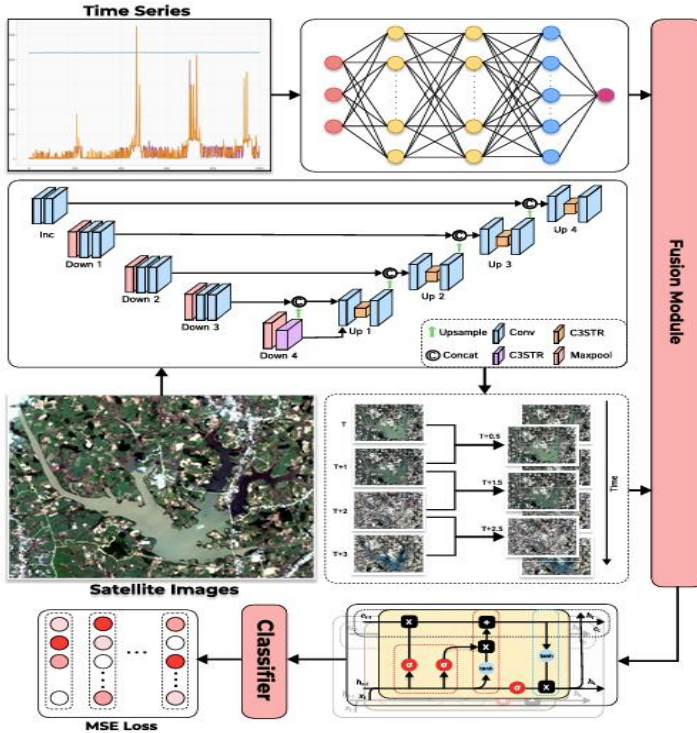 Time Series
Inc
Down 1
Down 2
Down 3
Down 4
Up 1
Up 2
Up 3
Up 4
C
C
C
C
Upsample
Conv
C3STR
C Concat
C3STR
Maxpool
Fusion Module
Satellite Images
T
T+1
T+2
T+3
T+0.5
T+1.5
T+2.5
Time
MSE Loss
Classifier
X
+
X
σ
σ
tanh
tanh
σ
X